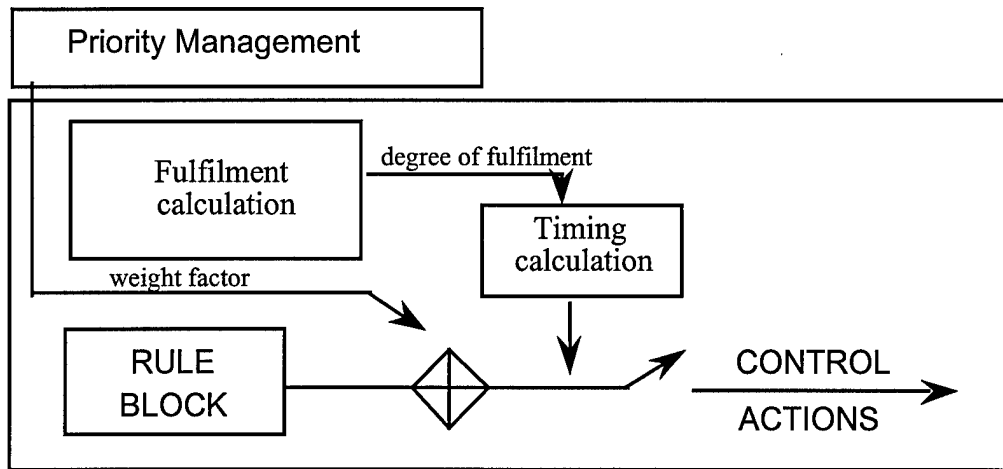 Priority Management
degree of fulfilment
Fulfilment
calculation
Timing
calculation
weight factor
RULE
BLOCK
CONTROL
ACTIONS